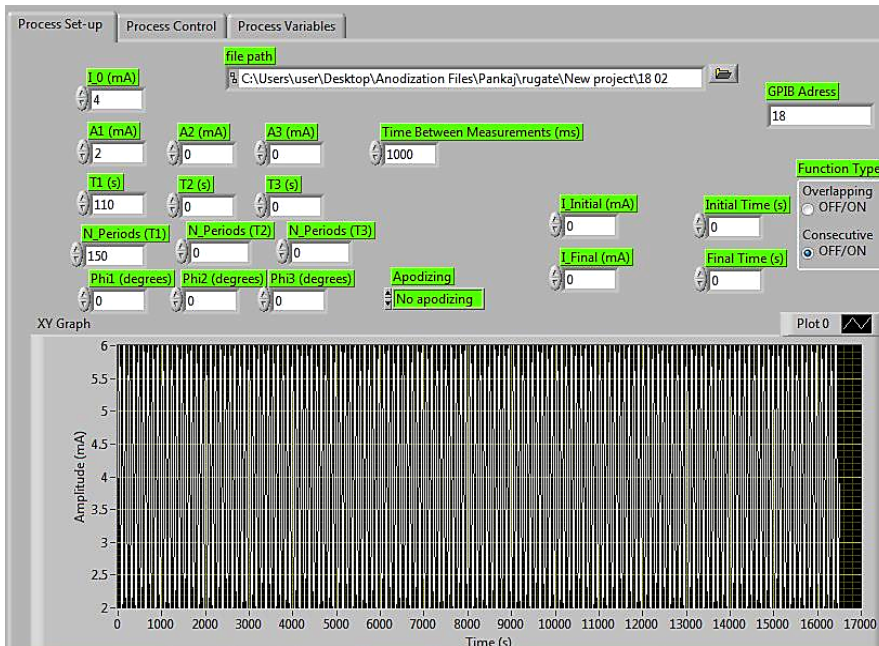 Process Set-up Process Control Process Variables
file path
C:\Users\user\Desktop\Anodization Files\Pankaj\rugate\New project\18 02
I_0 (mA)
4
GPIB Adress
18
A1 (mA) A2 (mA) A3 (mA) Time Between Measurements (ms)
2 0 0 1000
T1 (s) T2 (s) T3 (s)
110 0 0
Function Type
Overlapping
OFF/ON
Consecutive
OFF/ON
I_Initial (mA) Initial Time (s)
0 0
N_Periods (T1) N_Periods (T2) N_Periods (T3)
150 0 0
I_Final (mA) Final Time (s)
0 0
Phi1 (degrees) Phi2 (degrees) Phi3 (degrees) Apodizing
0 0 0 No apodizing
XY Graph Plot 0
6
5.5
5
4.5
4
3.5
3
2.5
2
Amplitude (mA)
0 1000 2000 3000 4000 5000 6000 7000 8000 9000 10000 11000 12000 13000 14000 15000 16000 17000
Time (s)